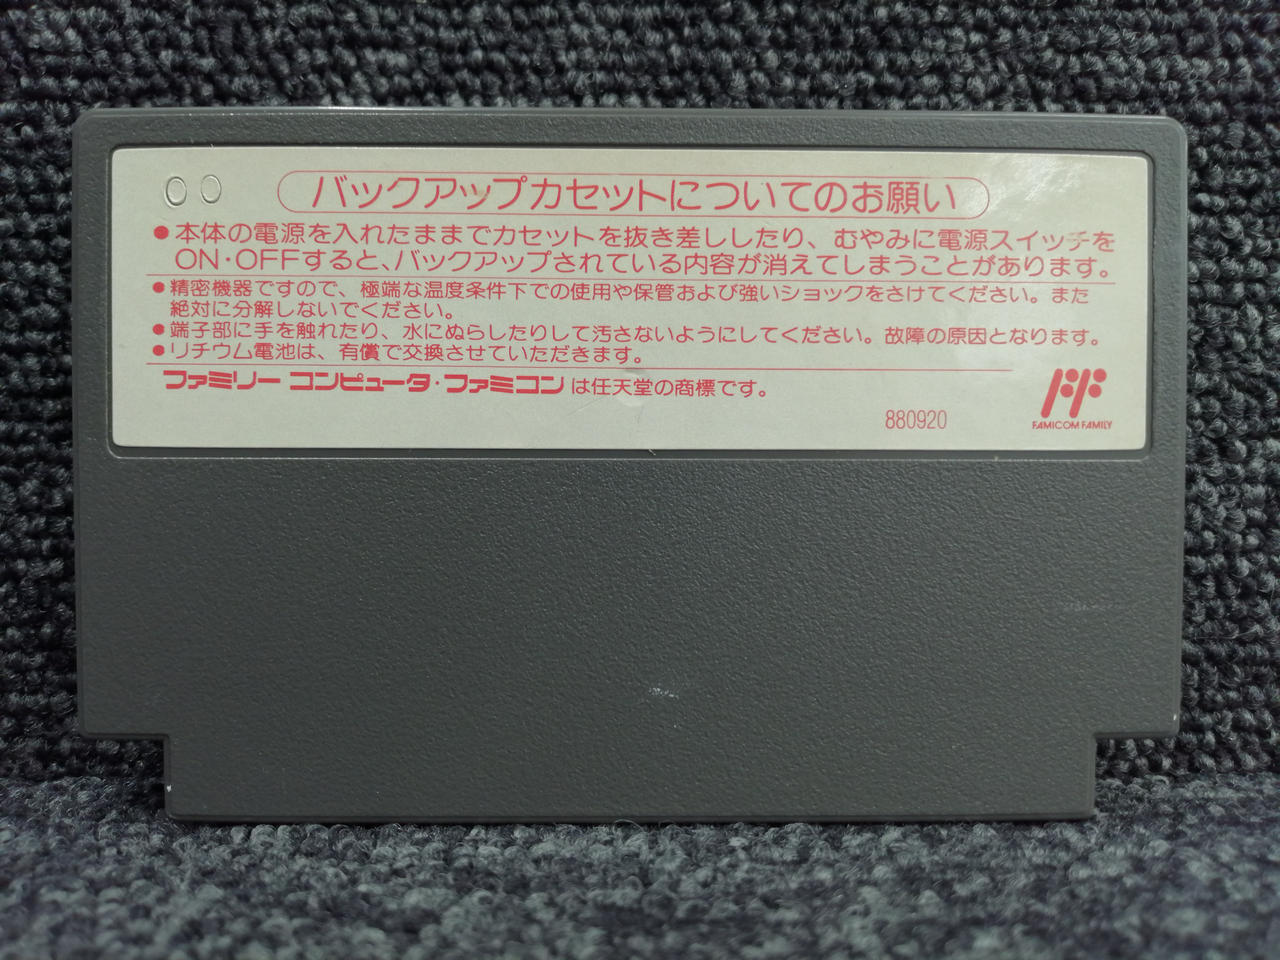 00
バックアップカセットについてのお願い
●本体の電源を入れたままでカセットを抜き差ししたり、むやみに電源スイッチを
ON・OFFすると、バックアップされている内容が消えてしまうことがあります。
●精密機器ですので、極端な温度条件下での使用や保管および強いショックをさけてください。また
絶対に分解しないでください。
●端子部に手を触れたり、水にぬらしたりして汚さないようにしてください。故障の原因となります。
●リチウム電池は、有償で交換させていただきます。
ファミリーコンピュータ・ファミコンは任天堂の商標です。
880920
FAMICOM FAMILY